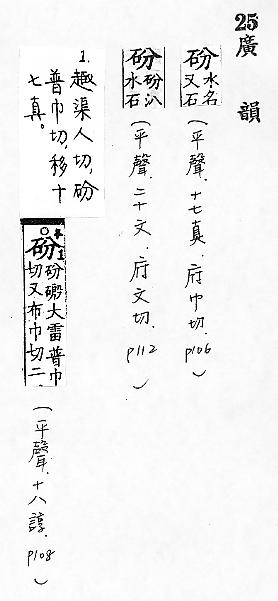 25廣韻
砏 水名又石(平聲.十七真.府巾切.p106)
砏 砏汃水石(平聲.二十文.府文切.p112)
1.趣渠人切,砏
普巾切,移十
七真。
砏 砏磤大雷普巾切又布巾切二(平聲.十八諄.p108)